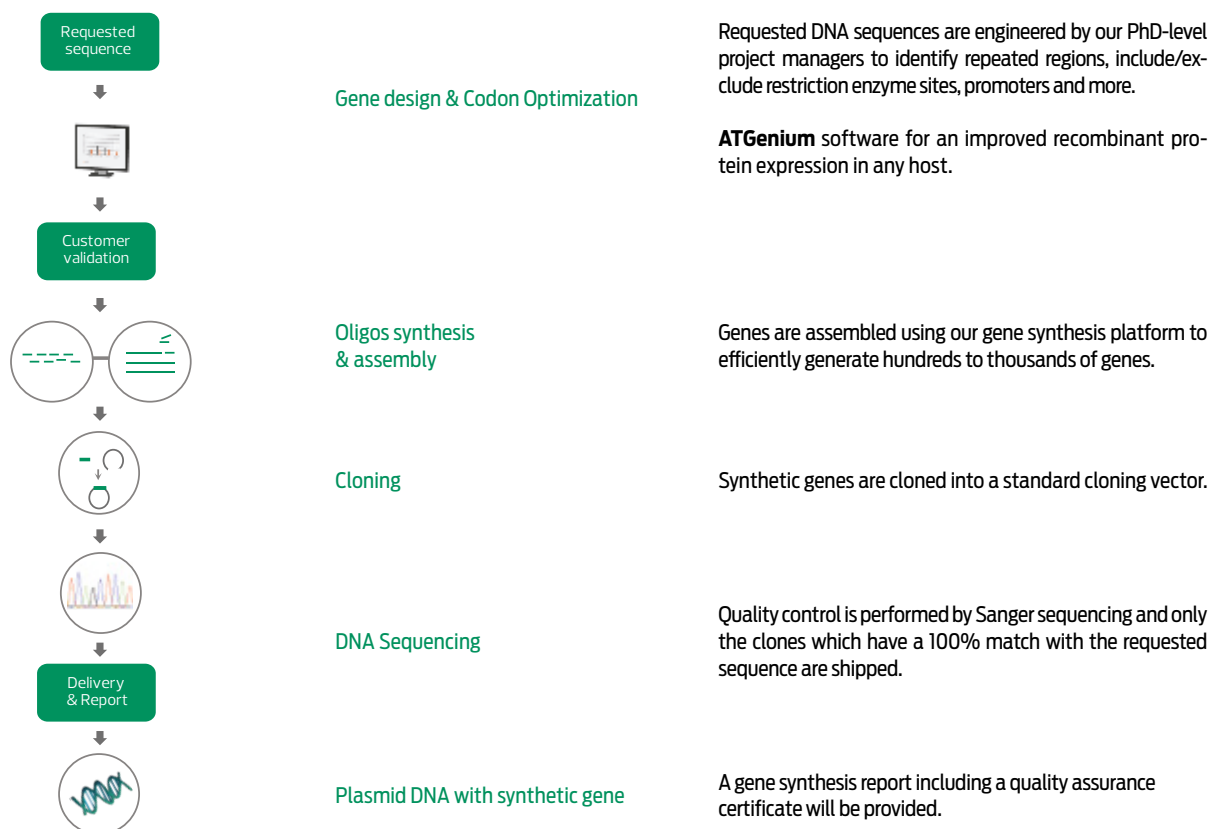 Requested
sequence
Gene design & Codon Optimization
Requested DNA sequences are engineered by our PhD-level
project managers to identify repeated regions, include/ex-
clude restriction enzyme sites, promoters and more.
ATGenium software for an improved recombinant pro-
tein expression in any host.
Customer
validation
Oligos synthesis
& assembly
Genes are assembled using our gene synthesis platform to
efficiently generate hundreds to thousands of genes.
Cloning
Synthetic genes are cloned into a standard cloning vector.
DNA Sequencing
Quality control is performed by Sanger sequencing and only
the clones which have a 100% match with the requested
sequence are shipped.
Delivery
& Report
Plasmid DNA with synthetic gene
A gene synthesis report including a quality assurance
certificate will be provided.